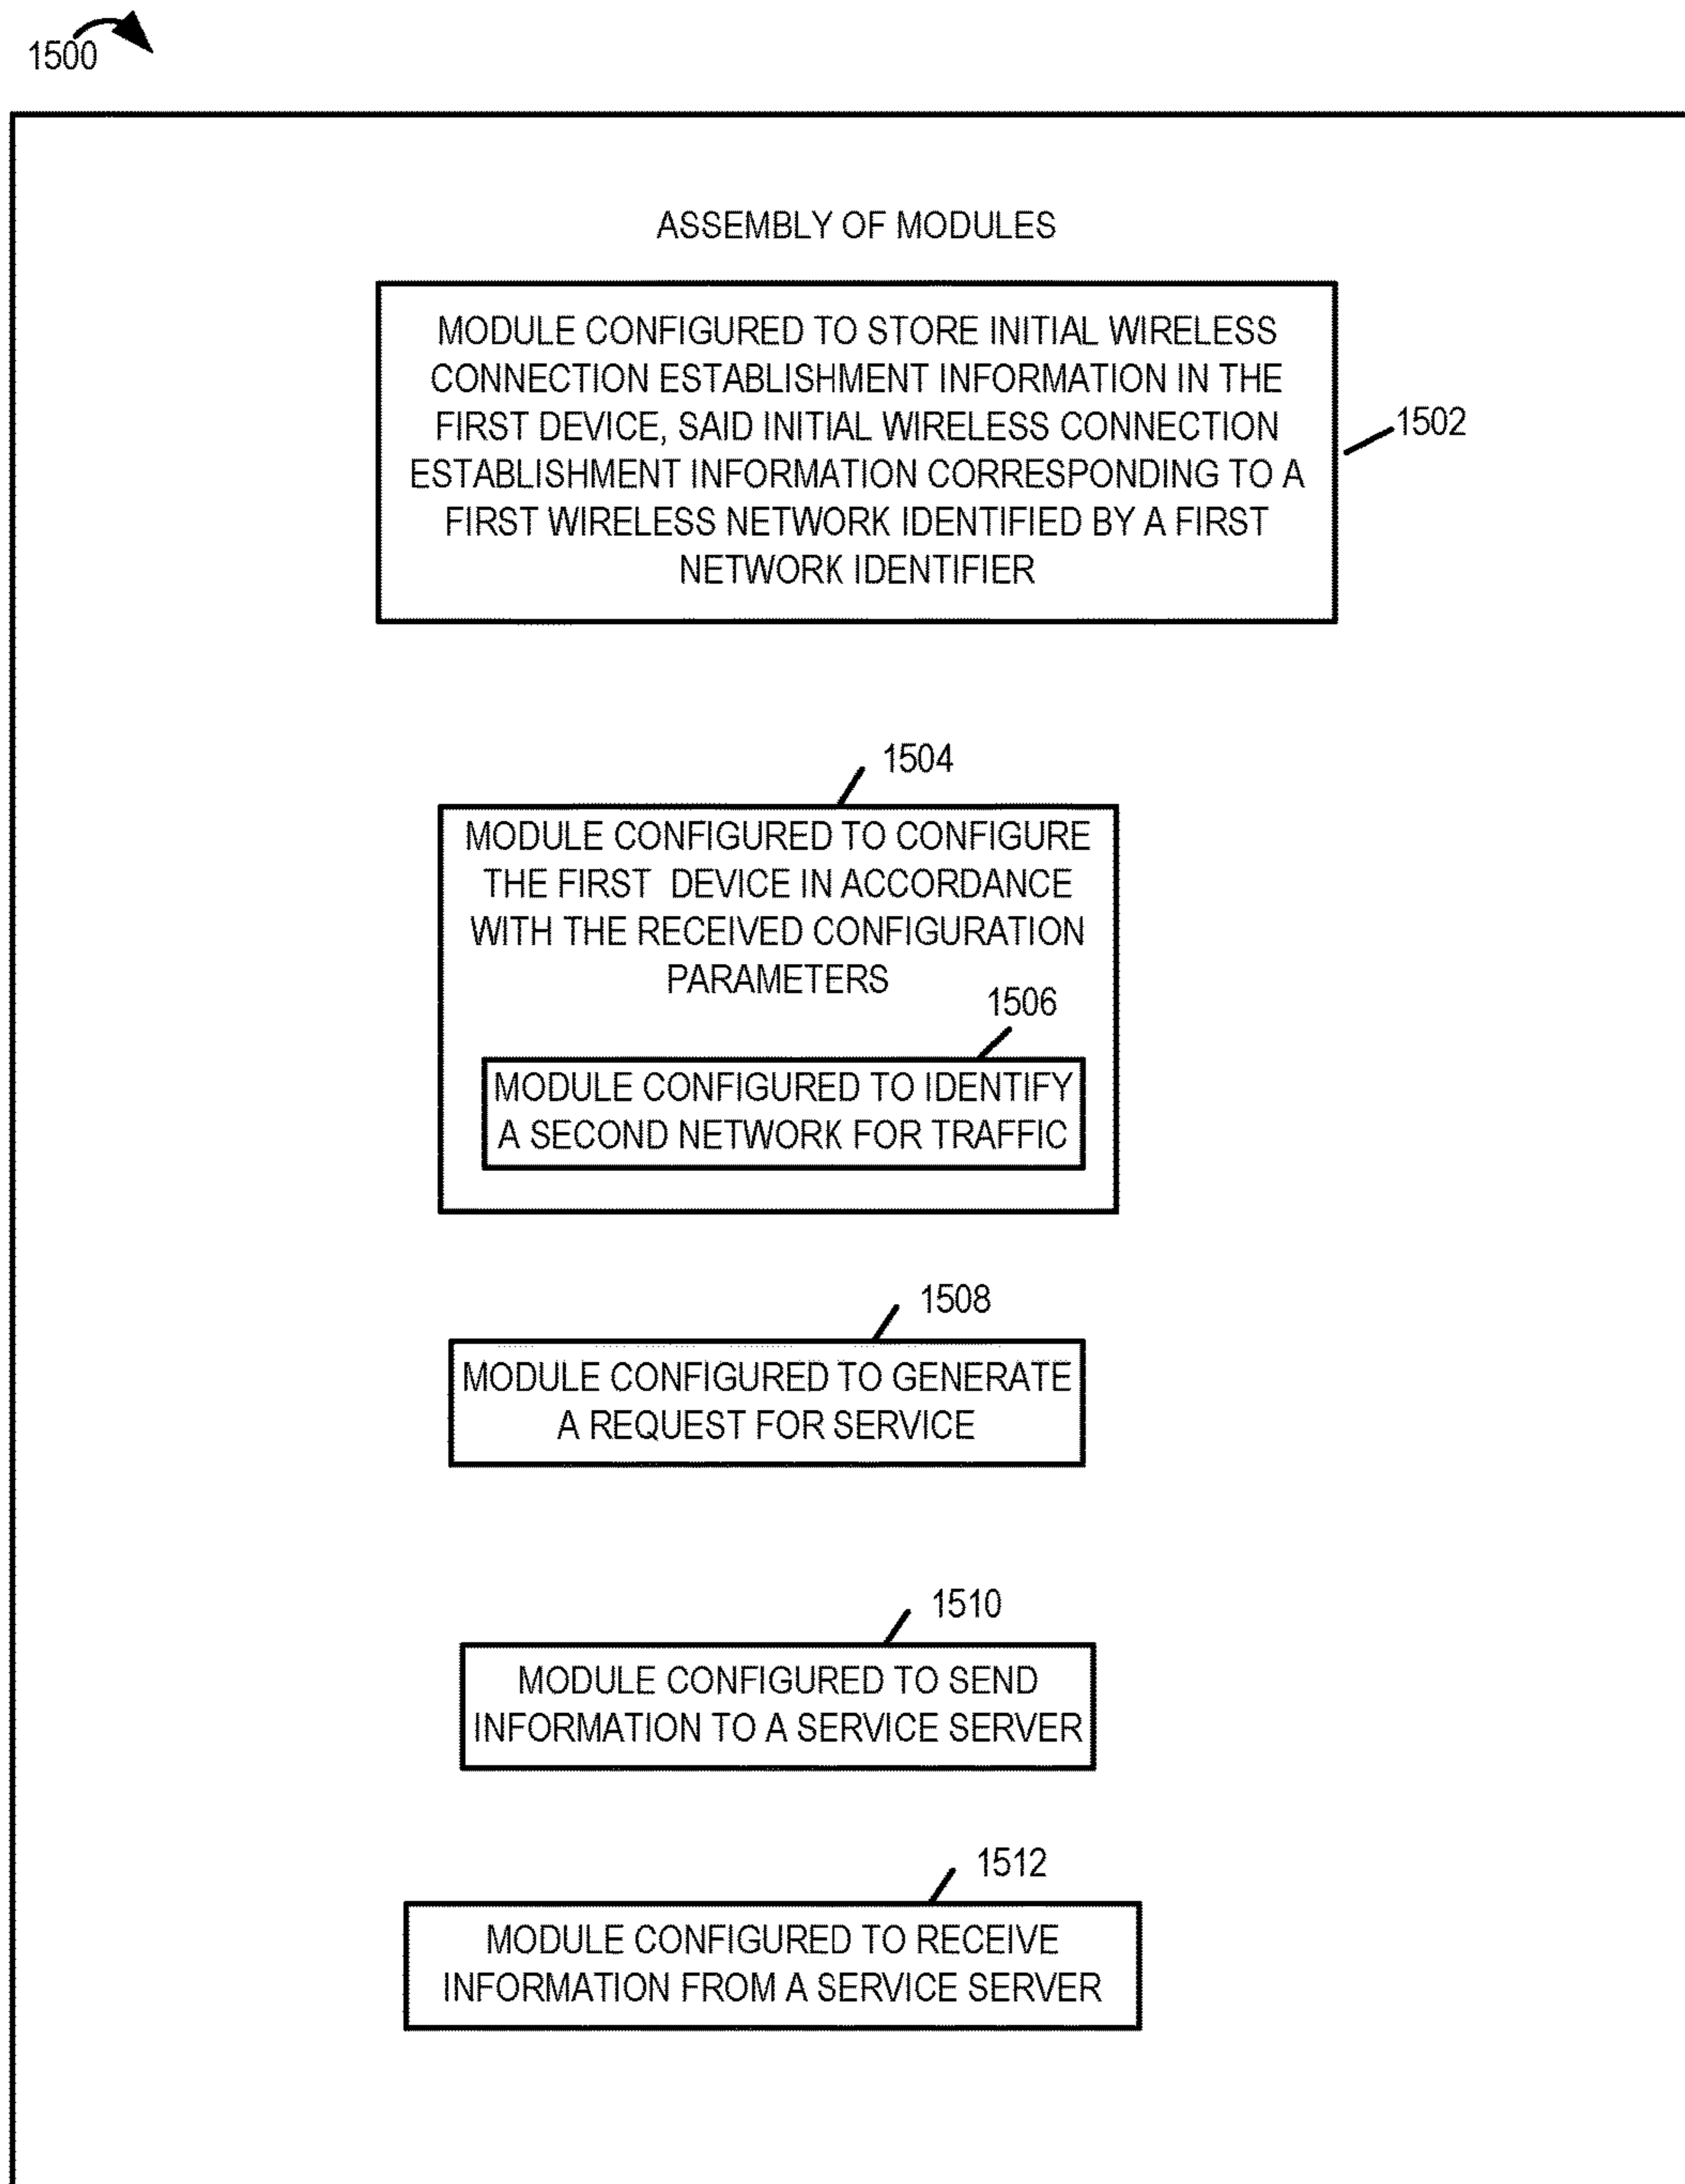 1500
ASSEMBLY OF MODULES
MODULE CONFIGURED TO STORE INITIAL WIRELESS
CONNECTION ESTABLISHMENT INFORMATION IN THE
FIRST DEVICE, SAID INITIAL WIRELESS CONNECTION
ESTABLISHMENT INFORMATION CORRESPONDING TO A
FIRST WIRELESS NETWORK IDENTIFIED BY A FIRST
NETWORK IDENTIFIER
1502
1504
MODULE CONFIGURED TO CONFIGURE
THE FIRST DEVICE IN ACCORDANCE
WITH THE RECEIVED CONFIGURATION
PARAMETERS
1506
MODULE CONFIGURED TO IDENTIFY
A SECOND NETWORK FOR TRAFFIC
1508
MODULE CONFIGURED TO GENERATE
A REQUEST FOR SERVICE
1510
MODULE CONFIGURED TO SEND
INFORMATION TO A SERVICE SERVER
1512
MODULE CONFIGURED TO RECEIVE
INFORMATION FROM A SERVICE SERVER